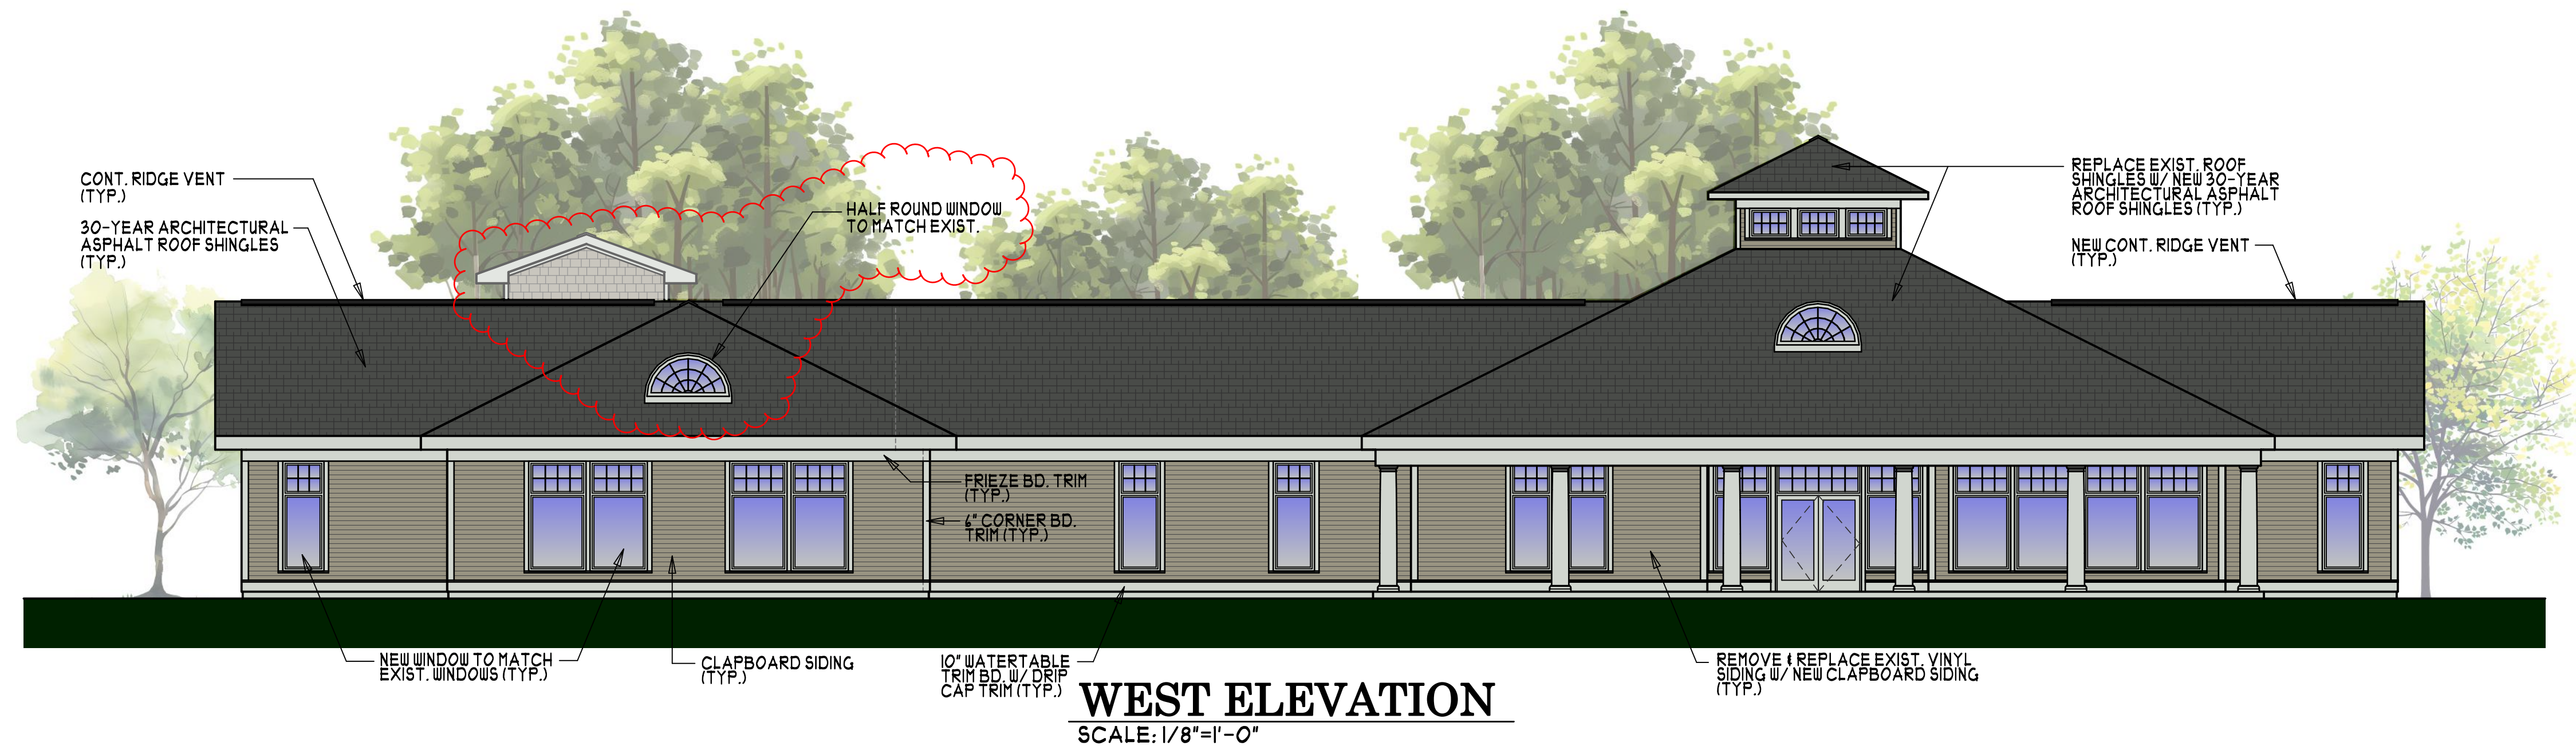 CONT. RIDGE VENT
(TYP.)
30-YEAR ARCHITECTURAL
ASPHALT ROOF SHINGLES
(TYP.)
HALF ROUND WINDOW
TO MATCH EXIST.
REPLACE EXIST. ROOF
SHINGLES W/ NEW 30-YEAR
ARCHITECTURAL ASPHALT
ROOF SHINGLES (TYP.)
NEW CONT. RIDGE VENT
(TYP.)
FRIEZE BD. TRIM
(TYP.)
6" CORNER BD.
TRIM (TYP.)
NEW WINDOW TO MATCH
EXIST. WINDOWS (TYP.)
CLAPBOARD SIDING
(TYP.)
10" WATERTABLE
TRIM BD. W/ DRIP
CAP TRIM (TYP.)
REMOVE & REPLACE EXIST. VINYL
SIDING W/ NEW CLAPBOARD SIDING
(TYP.)
WEST ELEVATION
SCALE: 1/8"=1'-0"